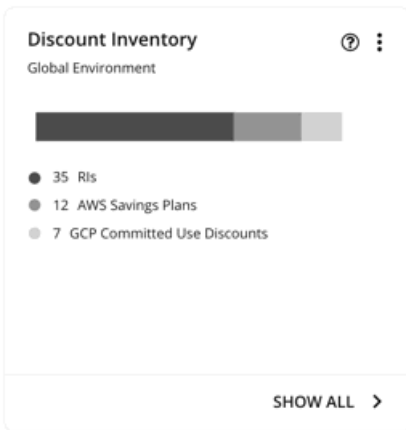 Discount Inventory
Global Environment
35 RIs
12 AWS Savings Plans
7 GCP Committed Use Discounts
SHOW ALL